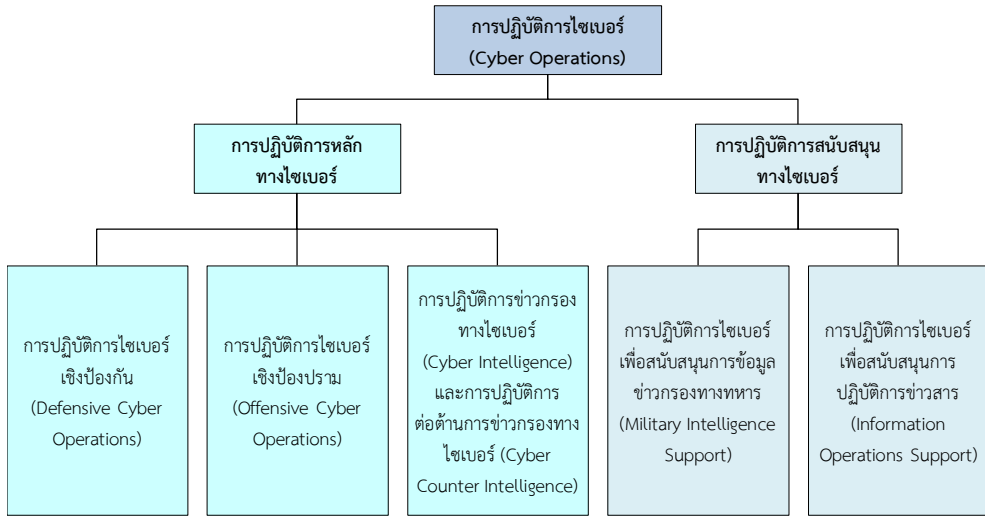 การปฏิบัติการไซเบอร์
(Cyber Operations)
การปฏิบัติการหลัก
ทางไซเบอร์
การปฏิบัติการสนับสนุน
ทางไซเบอร์
การปฏิบัติการไซเบอร์
เชิงป้องกัน
(Defensive Cyber
Operations)
การปฏิบัติการไซเบอร์
เชิงป้องปราม
(Offensive Cyber
Operations)
การปฏิบัติการข่าวกรอง
ทางไซเบอร์
(Cyber Intelligence)
และการปฏิบัติการ
ต่อต้านการข่าวกรองทาง
ไซเบอร์ (Cyber
Counter Intelligence)
การปฏิบัติการไซเบอร์
เพื่อสนับสนุนการข้อมูล
ข่าวกรองทางทหาร
(Military Intelligence
Support)
การปฏิบัติการไซเบอร์
เพื่อสนับสนุนการ
ปฏิบัติการข่าวสาร
(Information
Operations Support)